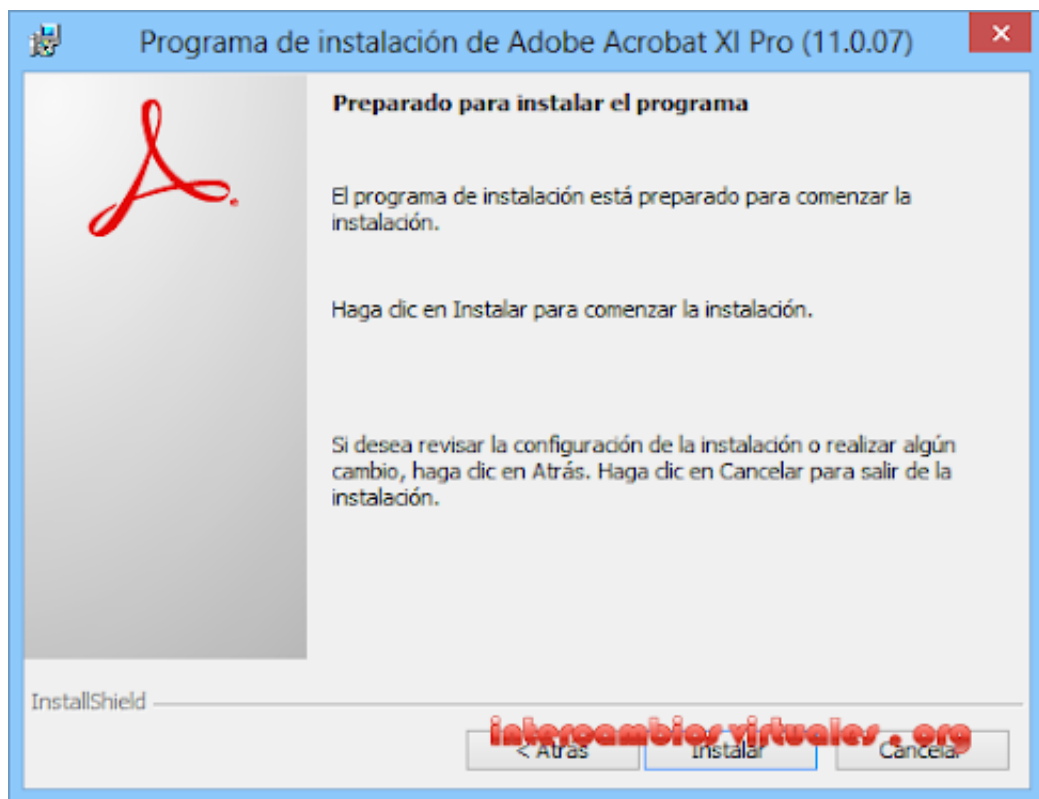 Programa de instalación de Adobe Acrobat XI Pro (11.0.07)
Preparado para instalar el programa
El programa de instalación está preparado para comenzar la
instalación.
Haga clic en Instalar para comenzar la instalación.
Si desea revisar la configuración de la instalación o realizar algún
cambio, haga clic en Atrás. Haga clic en Cancelar para salir de la
instalación.
InstallShield
intercambios virtuales . org
< Atrás Instalar Cancelar